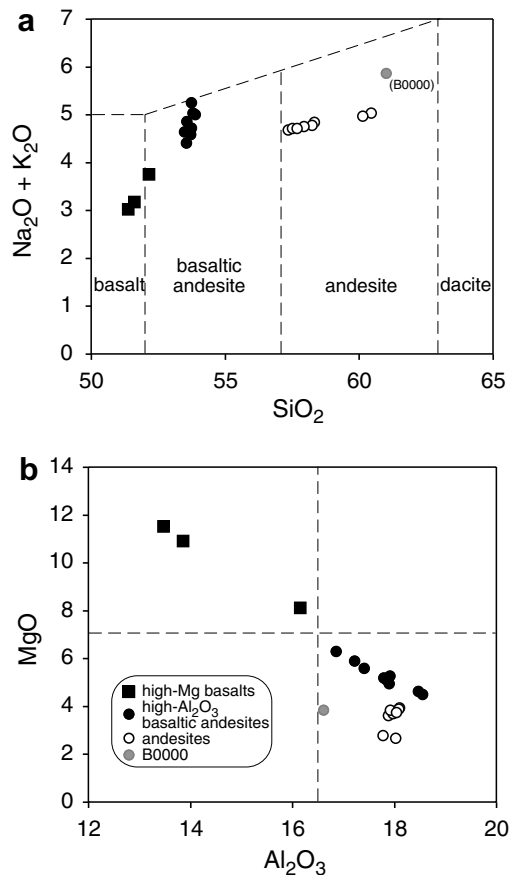 a
7
6
5
4
3
2
1
0
Na₂O + K₂O
(B0000)
basalt
basaltic
andesite
andesite
dacite
50
55
60
65
SiO₂
b
14
12
10
8
6
4
2
0
MgO
high-Mg basalts
high-Al₂O₃
basaltic andesites
andesites
B0000
12
14
16
18
20
Al₂O₃